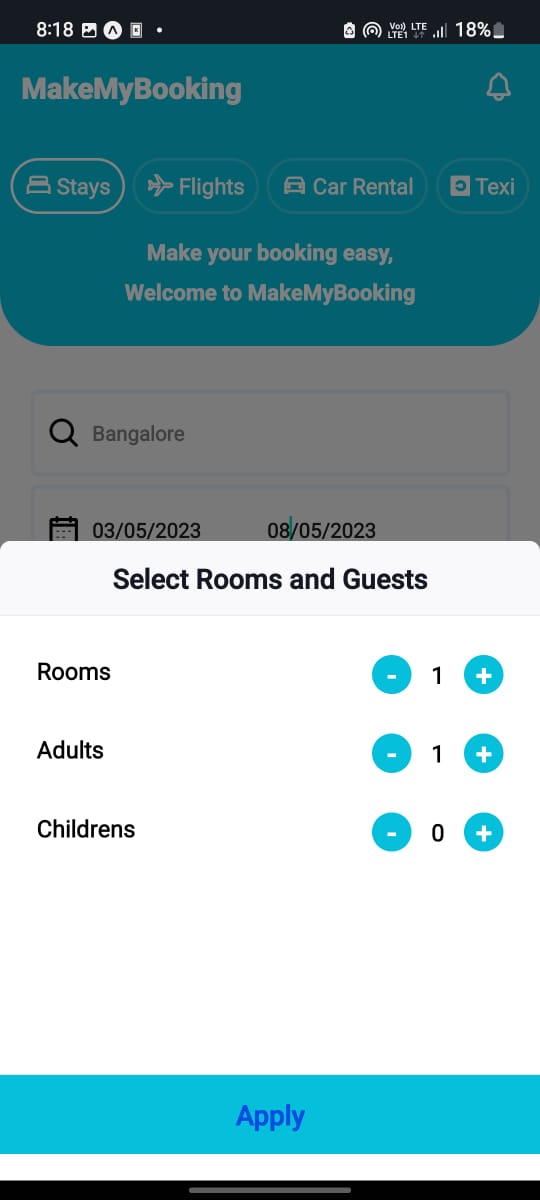 8:18 Vo)) LTE1 LTE 18%
MakeMyBooking
Stays Flights Car Rental Texi
Make your booking easy,
Welcome to MakeMyBooking
Bangalore
03/05/2023 08/05/2023
Select Rooms and Guests
Rooms - 1 +
Adults - 1 +
Childrens - 0 +
Apply